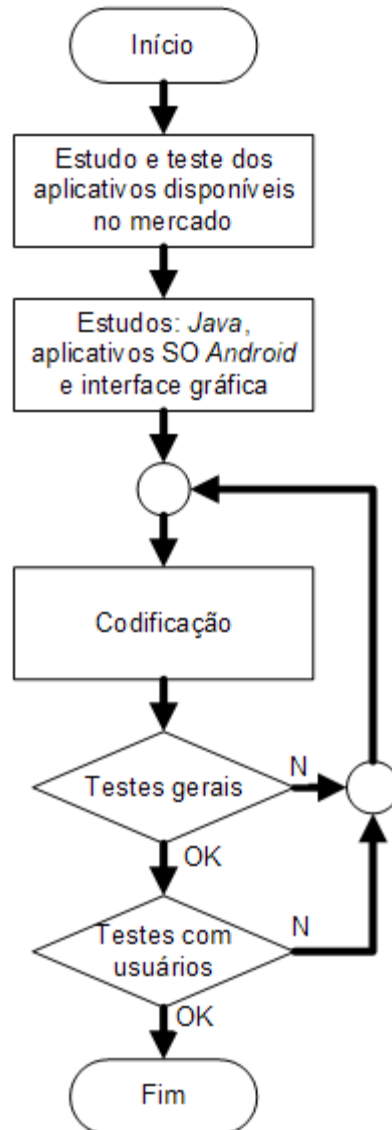 Início
Estudo e teste dos
aplicativos disponíveis
no mercado
Estudos: Java,
aplicativos SO Android
e interface gráfica
Codificação
Testes gerais
N
OK
Testes com
usuários
N
OK
Fim